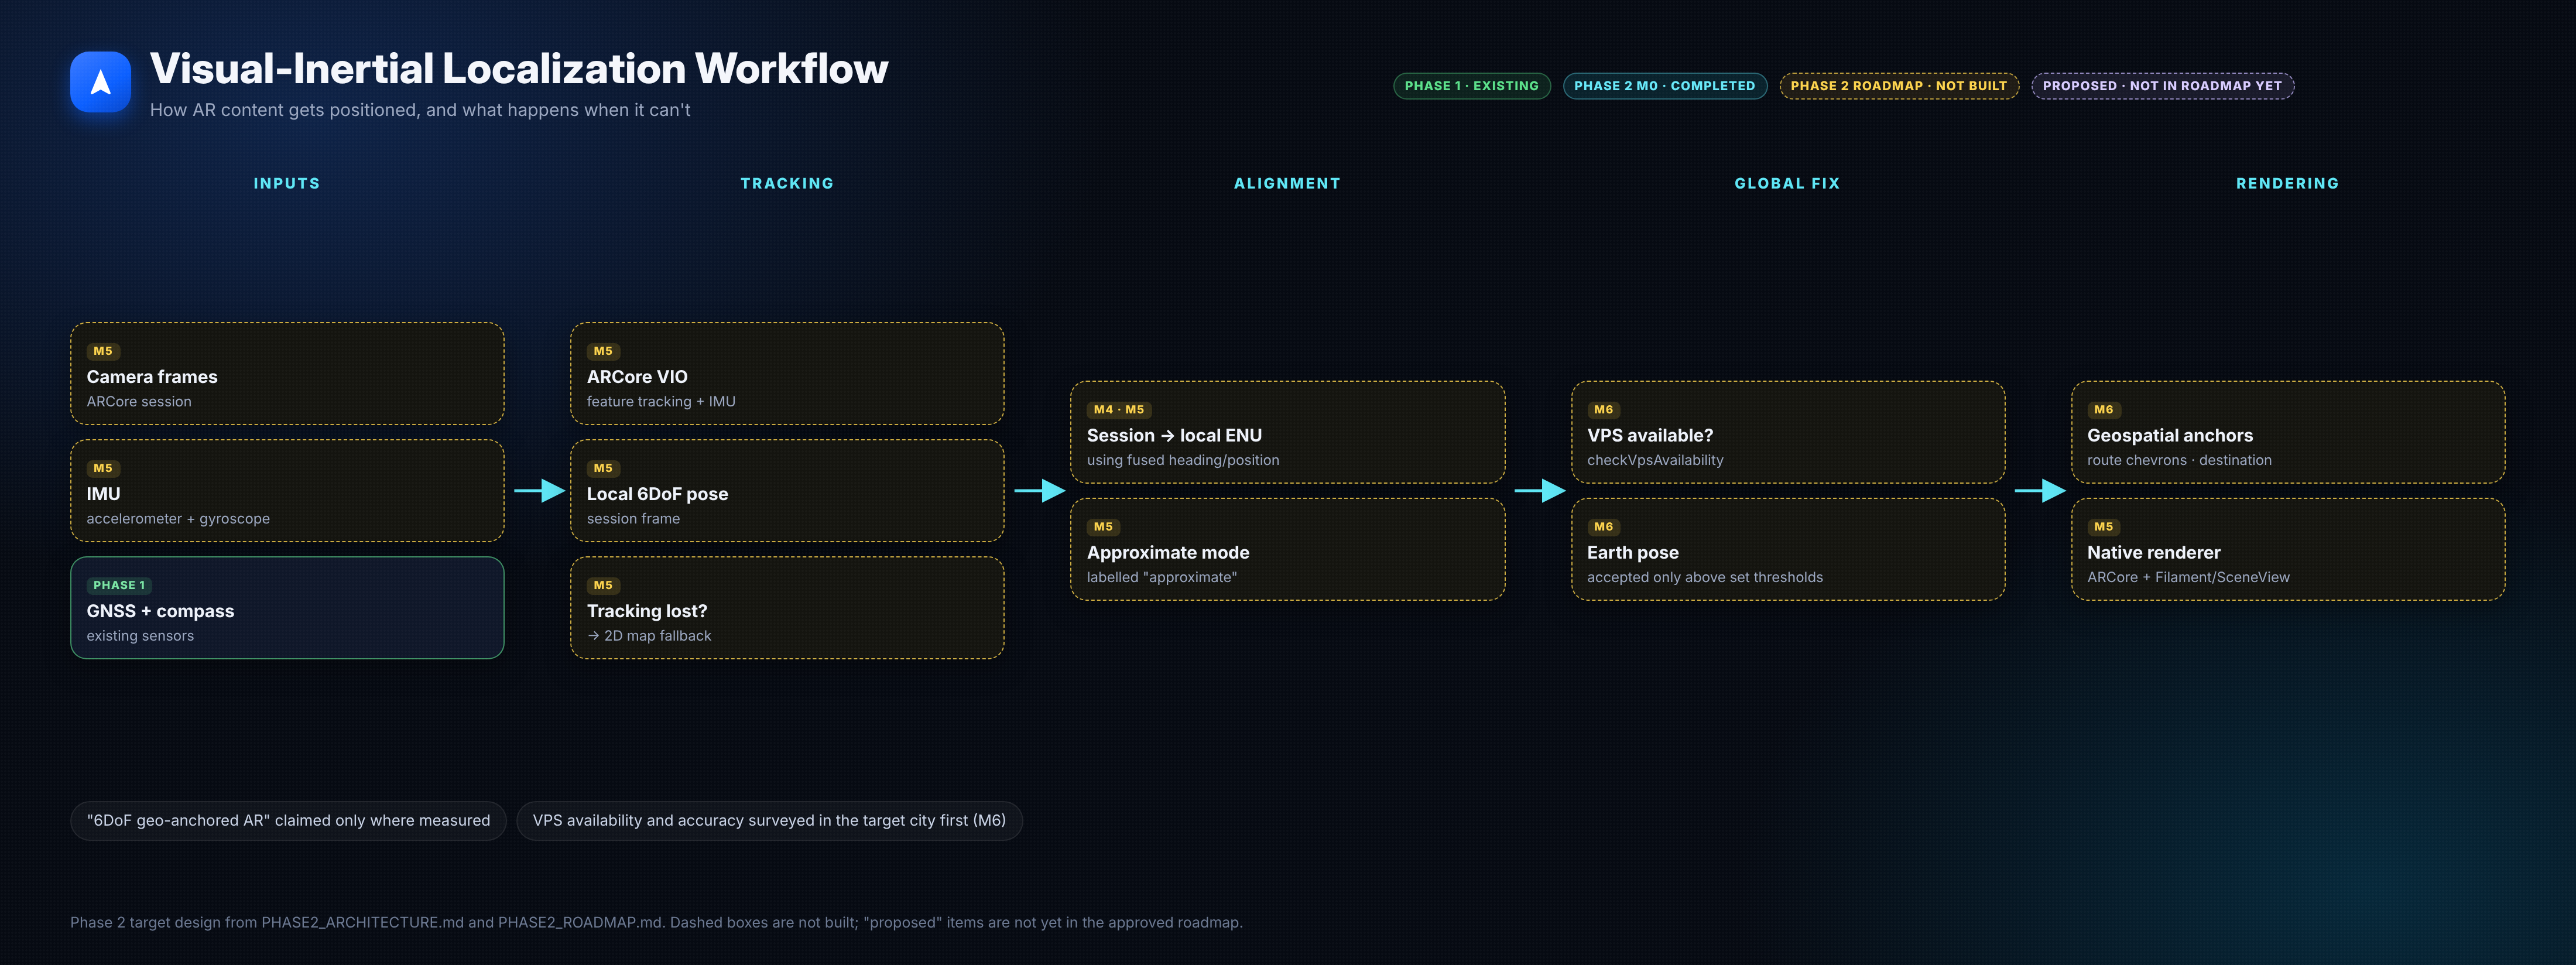 Visual-Inertial Localization Workflow
How AR content gets positioned, and what happens when it can't
PHASE 1 · EXISTING
PHASE 2 M0 · COMPLETED
PHASE 2 ROADMAP · NOT BUILT
PROPOSED · NOT IN ROADMAP YET
INPUTS
M5
Camera frames
ARCore session
M5
IMU
accelerometer + gyroscope
PHASE 1
GNSS + compass
existing sensors
TRACKING
M5
ARCore VIO
feature tracking + IMU
M5
Local 6DoF pose
session frame
M5
Tracking lost?
→ 2D map fallback
ALIGNMENT
M4 · M5
Session → local ENU
using fused heading/position
M5
Approximate mode
labelled "approximate"
GLOBAL FIX
M6
VPS available?
checkVpsAvailability
M6
Earth pose
accepted only above set thresholds
RENDERING
M6
Geospatial anchors
route chevrons · destination
M5
Native renderer
ARCore + Filament/SceneView
"6DoF geo-anchored AR" claimed only where measured
VPS availability and accuracy surveyed in the target city first (M6)
Phase 2 target design from PHASE2_ARCHITECTURE.md and PHASE2_ROADMAP.md. Dashed boxes are not built; "proposed" items are not yet in the approved roadmap.